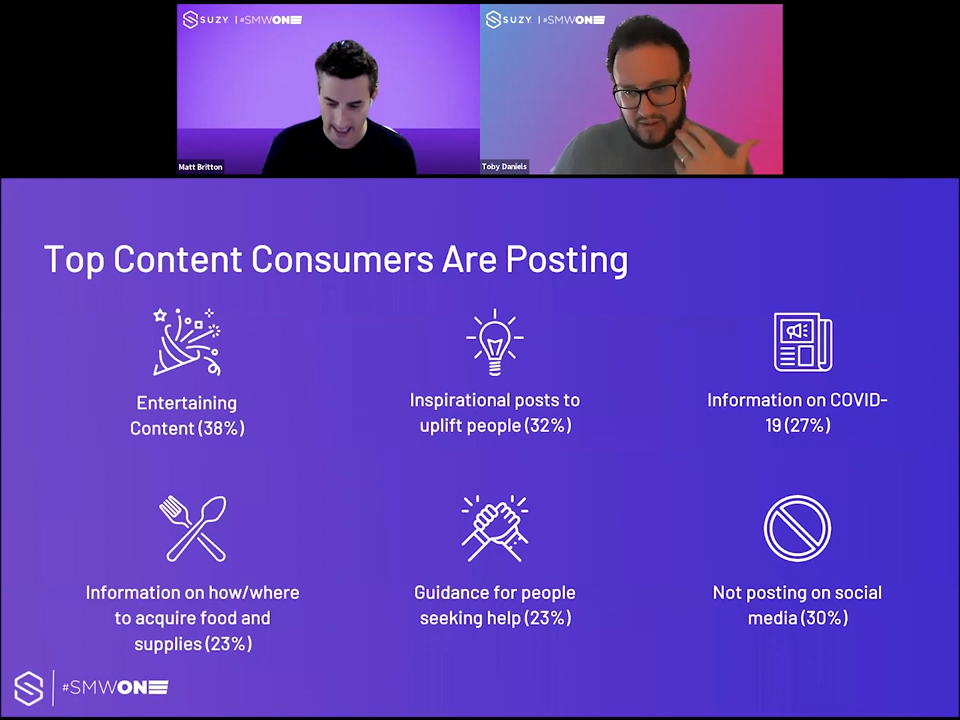 SUZY | #SMWONE
SUZY | #SMWONE
Matt Britton
Toby Daniels
Top Content Consumers Are Posting
Entertaining
Content (38%)
Inspirational posts to
uplift people (32%)
Information on COVID-
19 (27%)
Information on how/where
to acquire food and
supplies (23%)
Guidance for people
seeking help (23%)
Not posting on social
media (30%)
#SMWONE